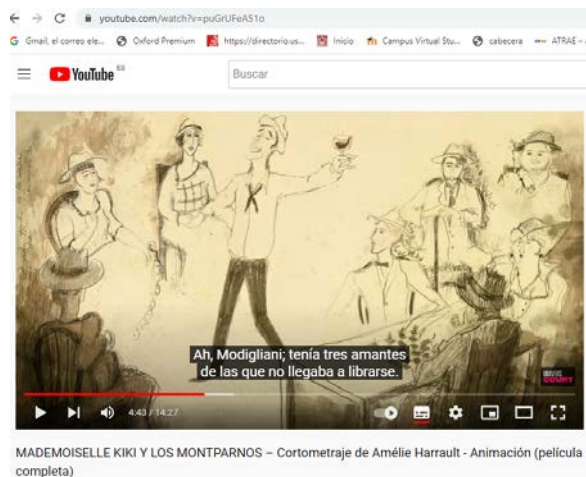 youtube.com/watch?v=puGrUFeA51o
Gmail, el correo ele... Oxford Premium https://directorio.us... Inicio Campus Virtual Stu... cabecera ATRAE –
YouTube ES
Buscar
Ah, Modigliani; tenía tres amantes
de las que no llegaba a librarse.
COURT
4:43 / 14:27
MADEMOISELLE KIKI Y LOS MONTPARNOS – Cortometraje de Amélie Harrault - Animación (película
completa)